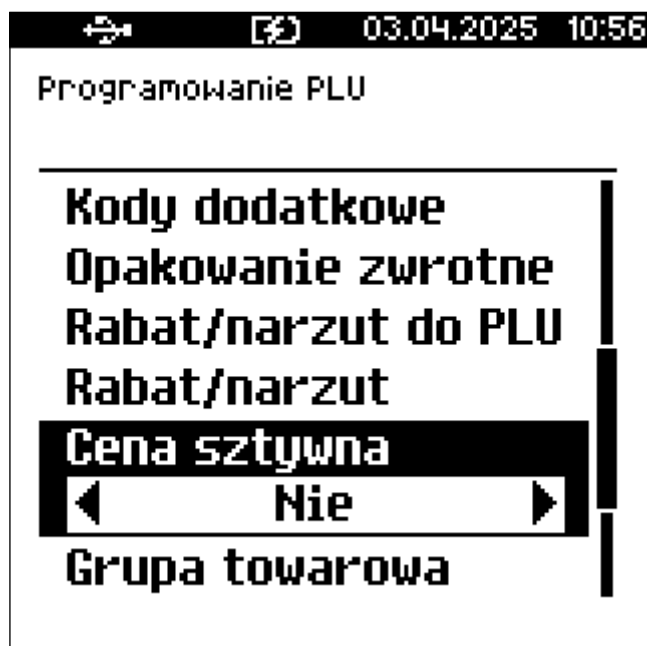 03.04.2025 10:56
Programowanie PLU
Kody dodatkowe
Opakowanie zwrotne
Rabat/narzut do PLU
Rabat/narzut
Cena sztywna
Nie
Grupa towarowa